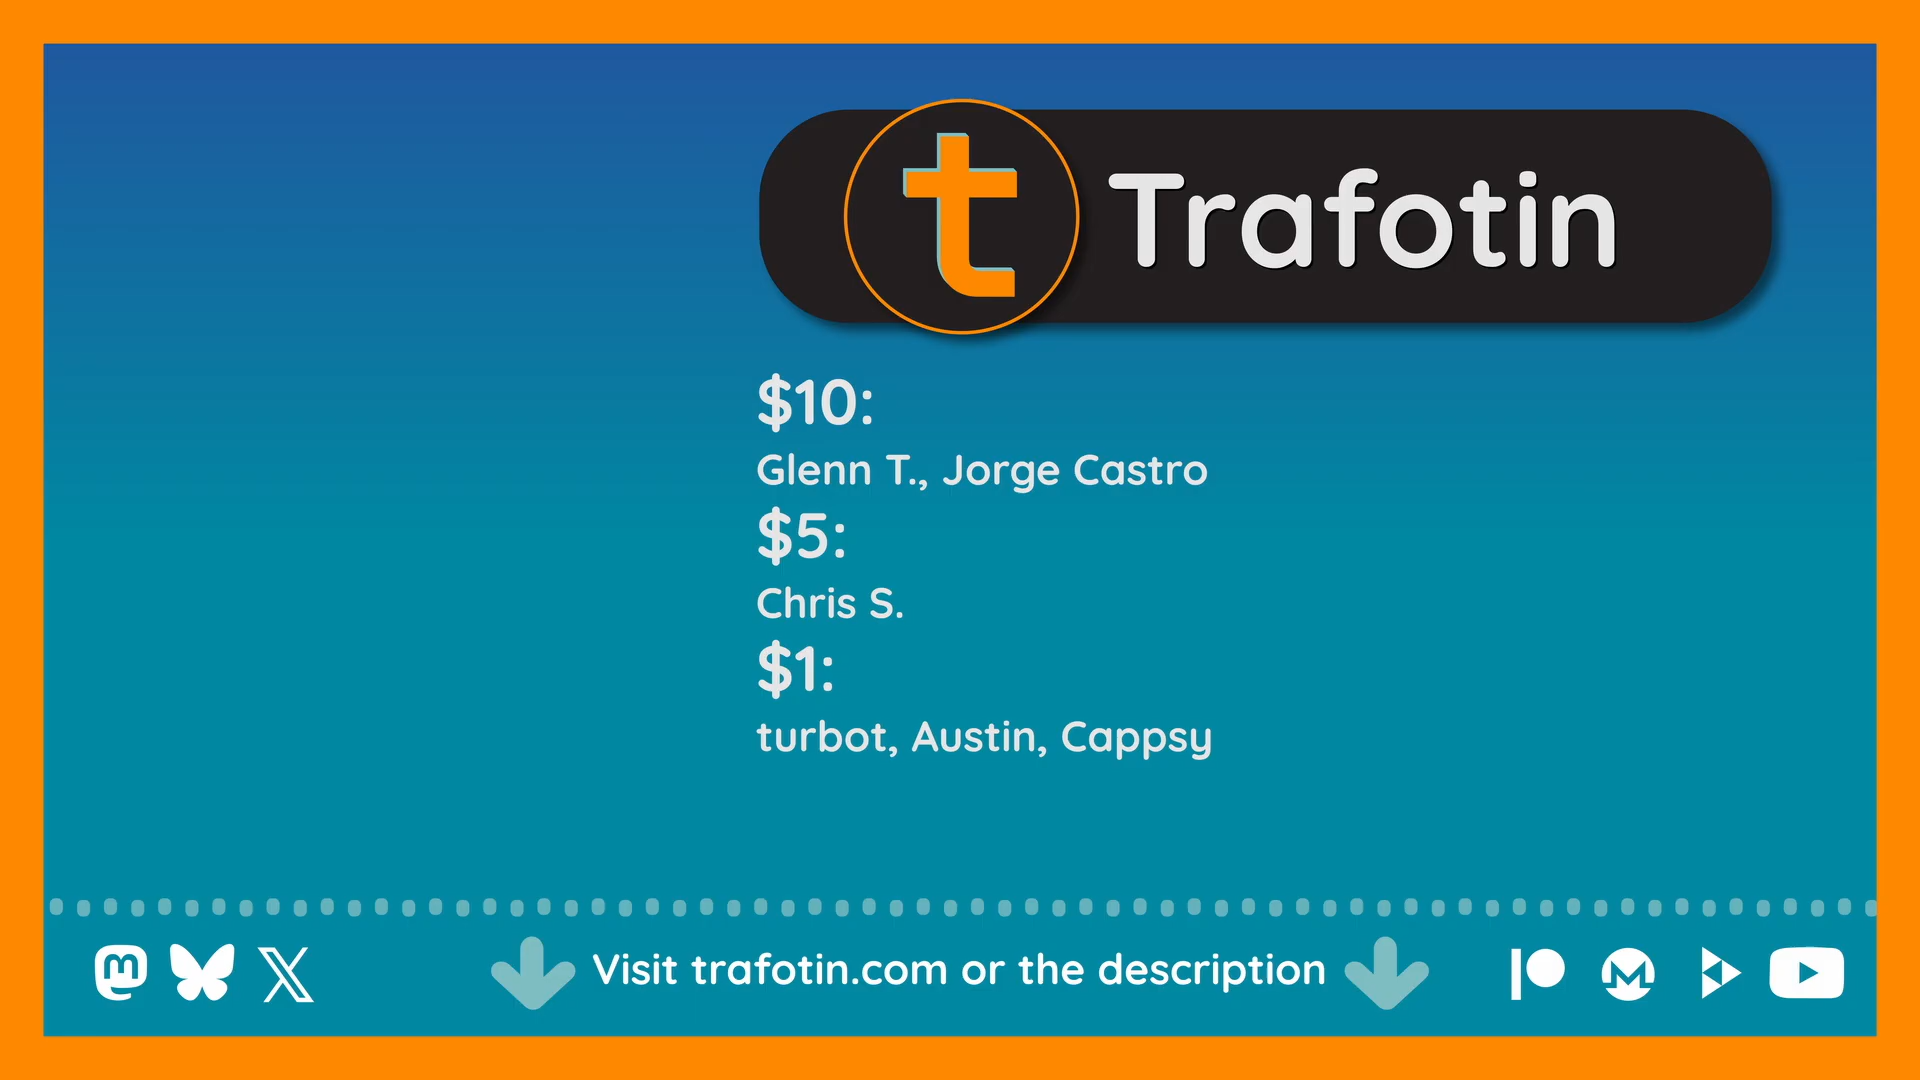 t Trafotin
$10:
Glenn T., Jorge Castro
$5:
Chris S.
$1:
turbot, Austin, Cappsy
Visit trafotin.com or the description